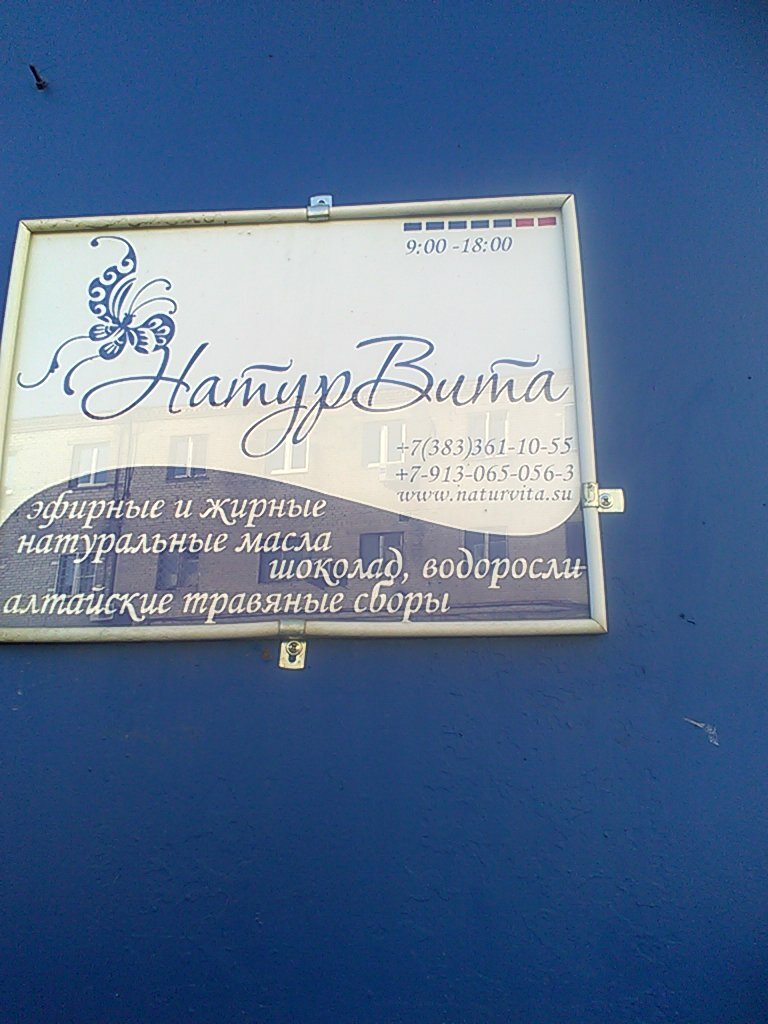 9:00 -18:00
НатурВита
+7(383)361-10-55
+7-913-065-056-3
www.naturvita.su
эфирные и жирные
натуральные масла
шоколад, водоросли
алтайские травяные сборы